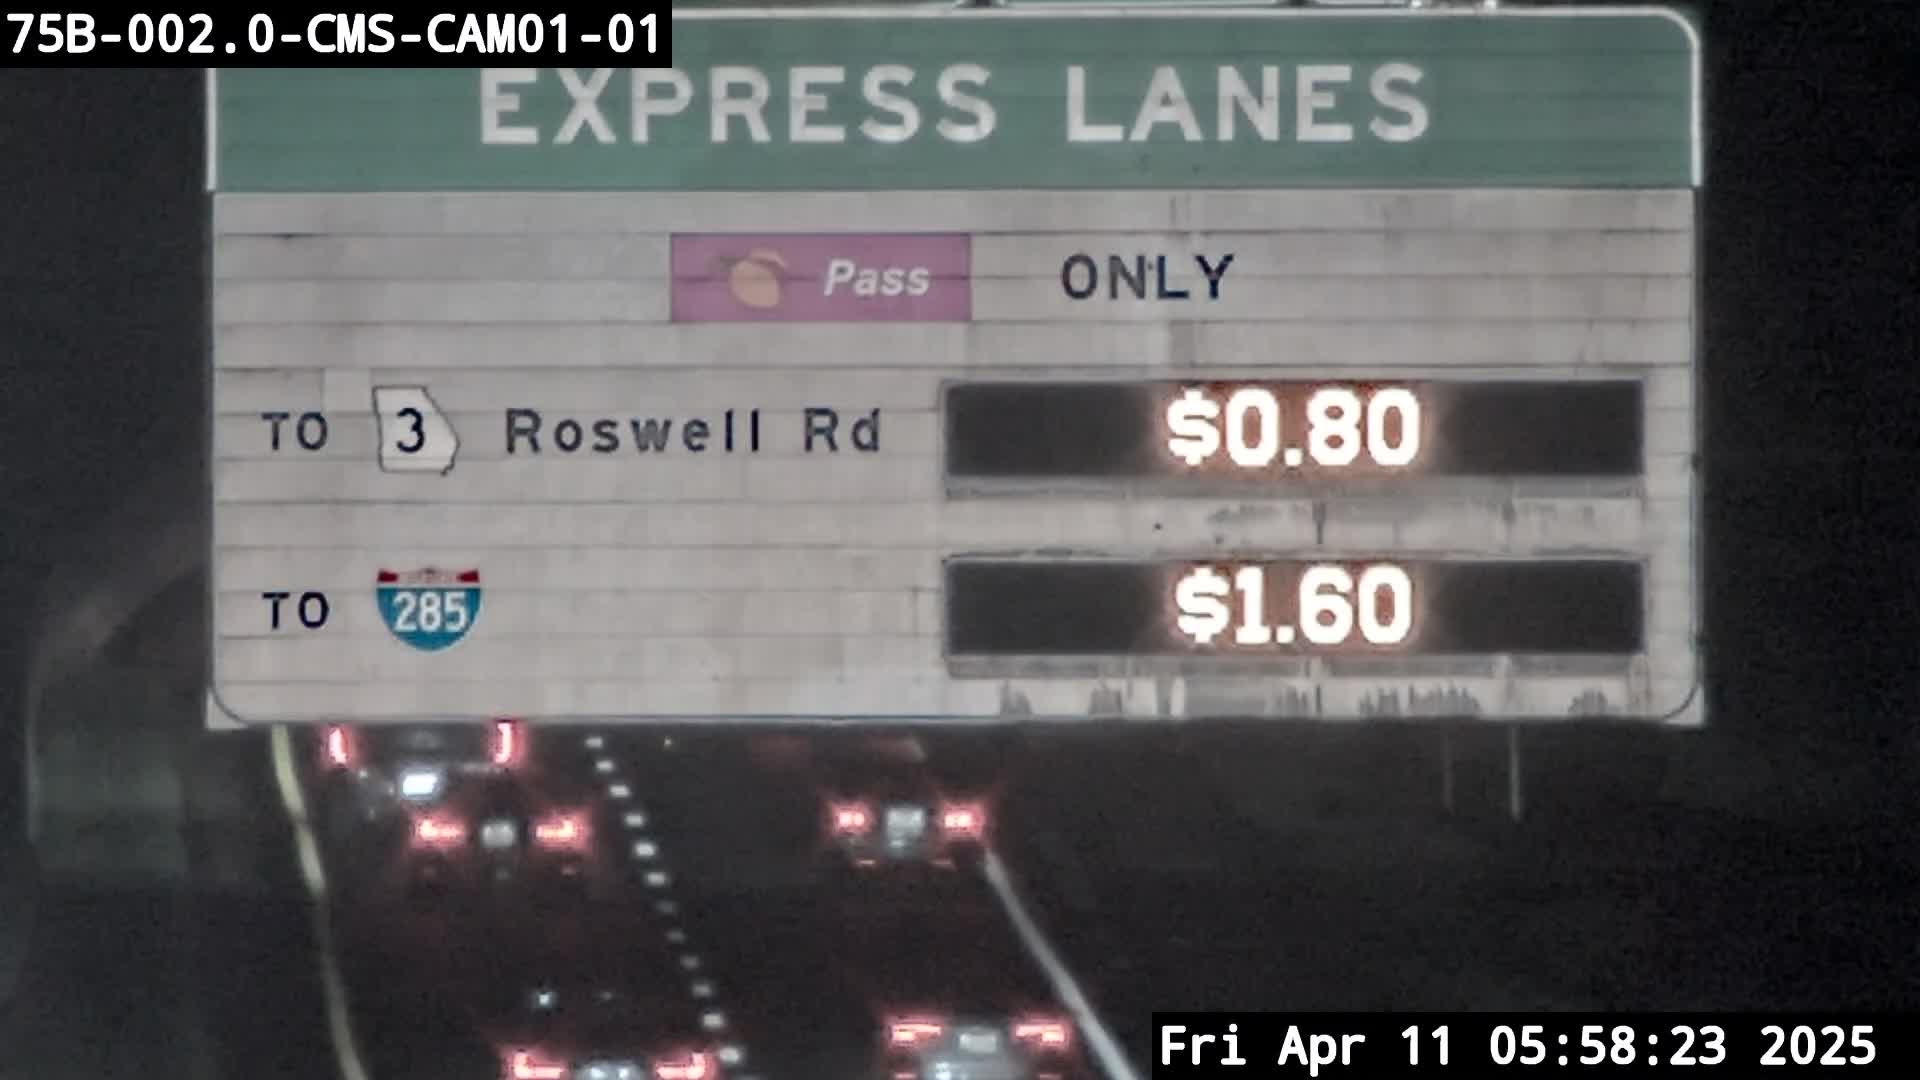 75B-002.0-CMS-CAM01-01
EXPRESS LANES
Pass ONLY
TO 3 Roswell Rd $0.80
TO 285 $1.60
Fri Apr 11 05:58:23 2025